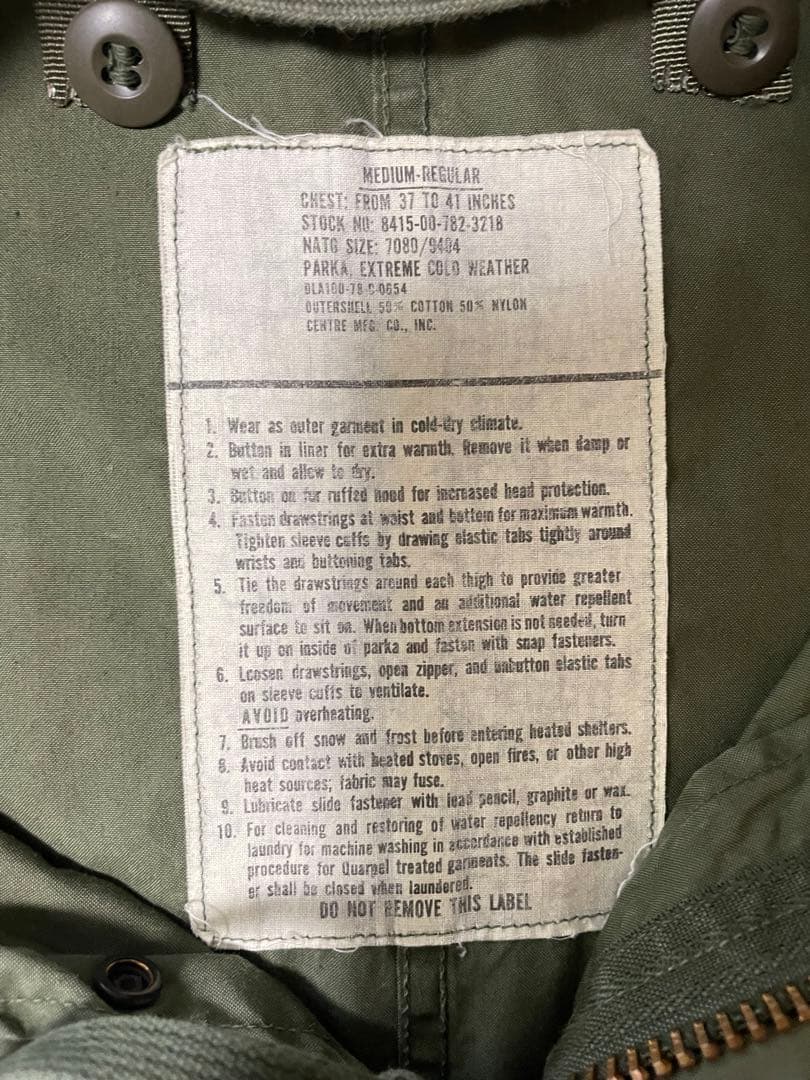 MEDIUM-REGULAR
CHEST: FROM 37 TO 41 INCHES
STOCK NO: 8415-00-782-3218
NATO SIZE: 7080/9404
PARKA, EXTREME COLD WEATHER
DLA100-78-C-0654
OUTERSHELL 50% COTTON 50% NYLON
CENTRE MFG. CO., INC.
1. Wear as outer garment in cold-dry climate.
2. Button in liner for extra warmth. Remove it when damp or
wet and allow to dry.
3. Button on fur ruffed hood for increased head protection.
4. Fasten drawstrings at waist and bottom for maximum warmth.
Tighten sleeve cuffs by drawing elastic tabs tightly around
wrists and buttoning tabs.
5. Tie the drawstrings around each thigh to provide greater
freedom of movement and an additional water repellent
surface to sit on. When bottom extension is not needed, turn
it up on inside of parka and fasten with snap fasteners.
6. Loosen drawstrings, open zipper, and unbutton elastic tabs
on sleeve cuffs to ventilate.
AVOID overheating.
7. Brush off snow and frost before entering heated shelters.
8. Avoid contact with heated stoves, open fires, or other high
heat sources; fabric may fuse.
9. Lubricate slide fastener with lead pencil, graphite or wax.
10. For cleaning and restoring of water repellency return to
laundry for machine washing in accordance with established
procedure for Quarpel treated garments. The slide fasten-
er shall be closed when laundered.
DO NOT REMOVE THIS LABEL